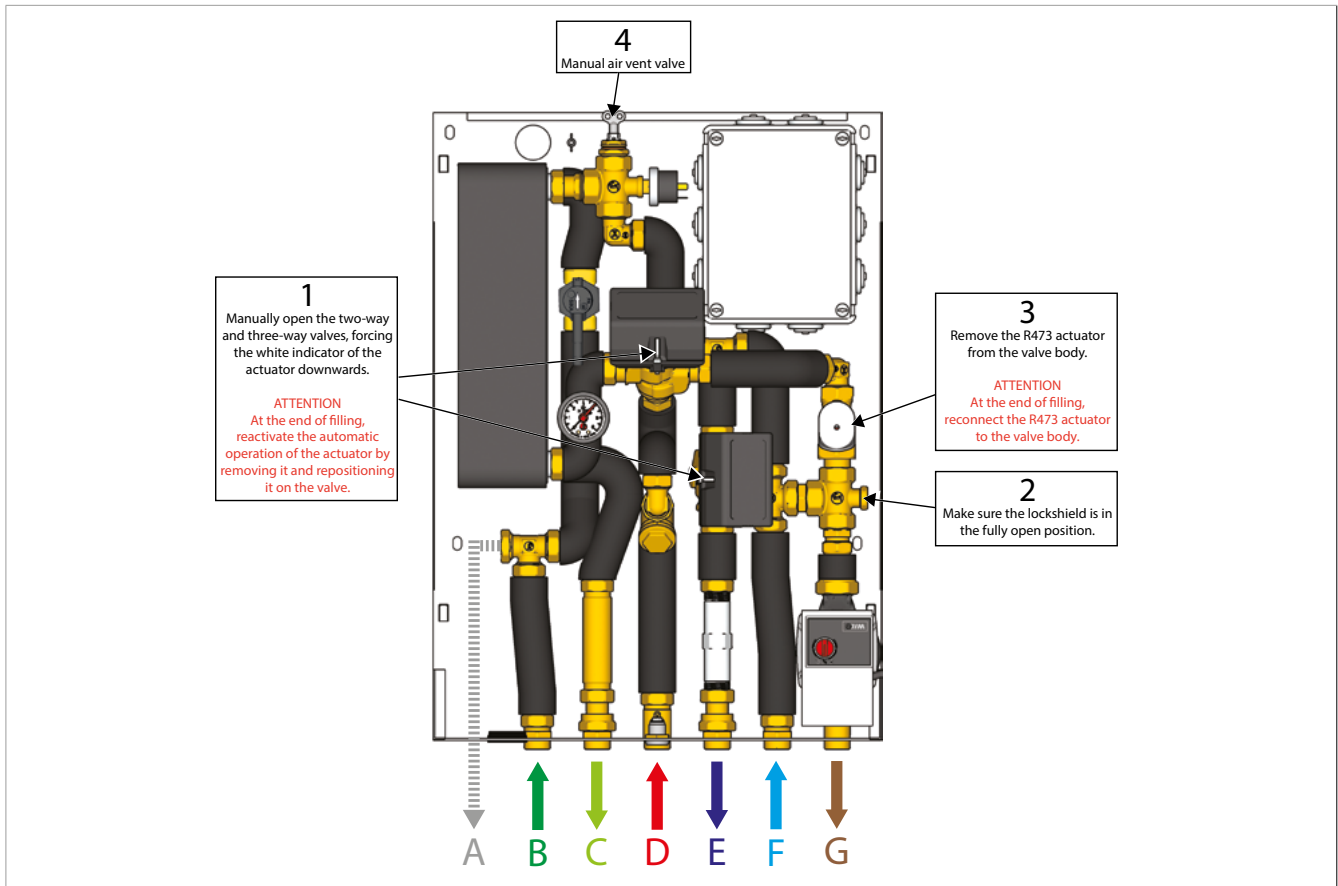 4
Manual air vent valve
1
Manually open the two-way
and three-way valves, forcing
the white indicator of the
actuator downwards.
ATTENTION
At the end of filling,
reactivate the automatic
operation of the actuator by
removing it and repositioning
it on the valve.
3
Remove the R473 actuator
from the valve body.
ATTENTION
At the end of filling,
reconnect the R473 actuator
to the valve body.
2
Make sure the lockshield is in
the fully open position.
A B C D E F G